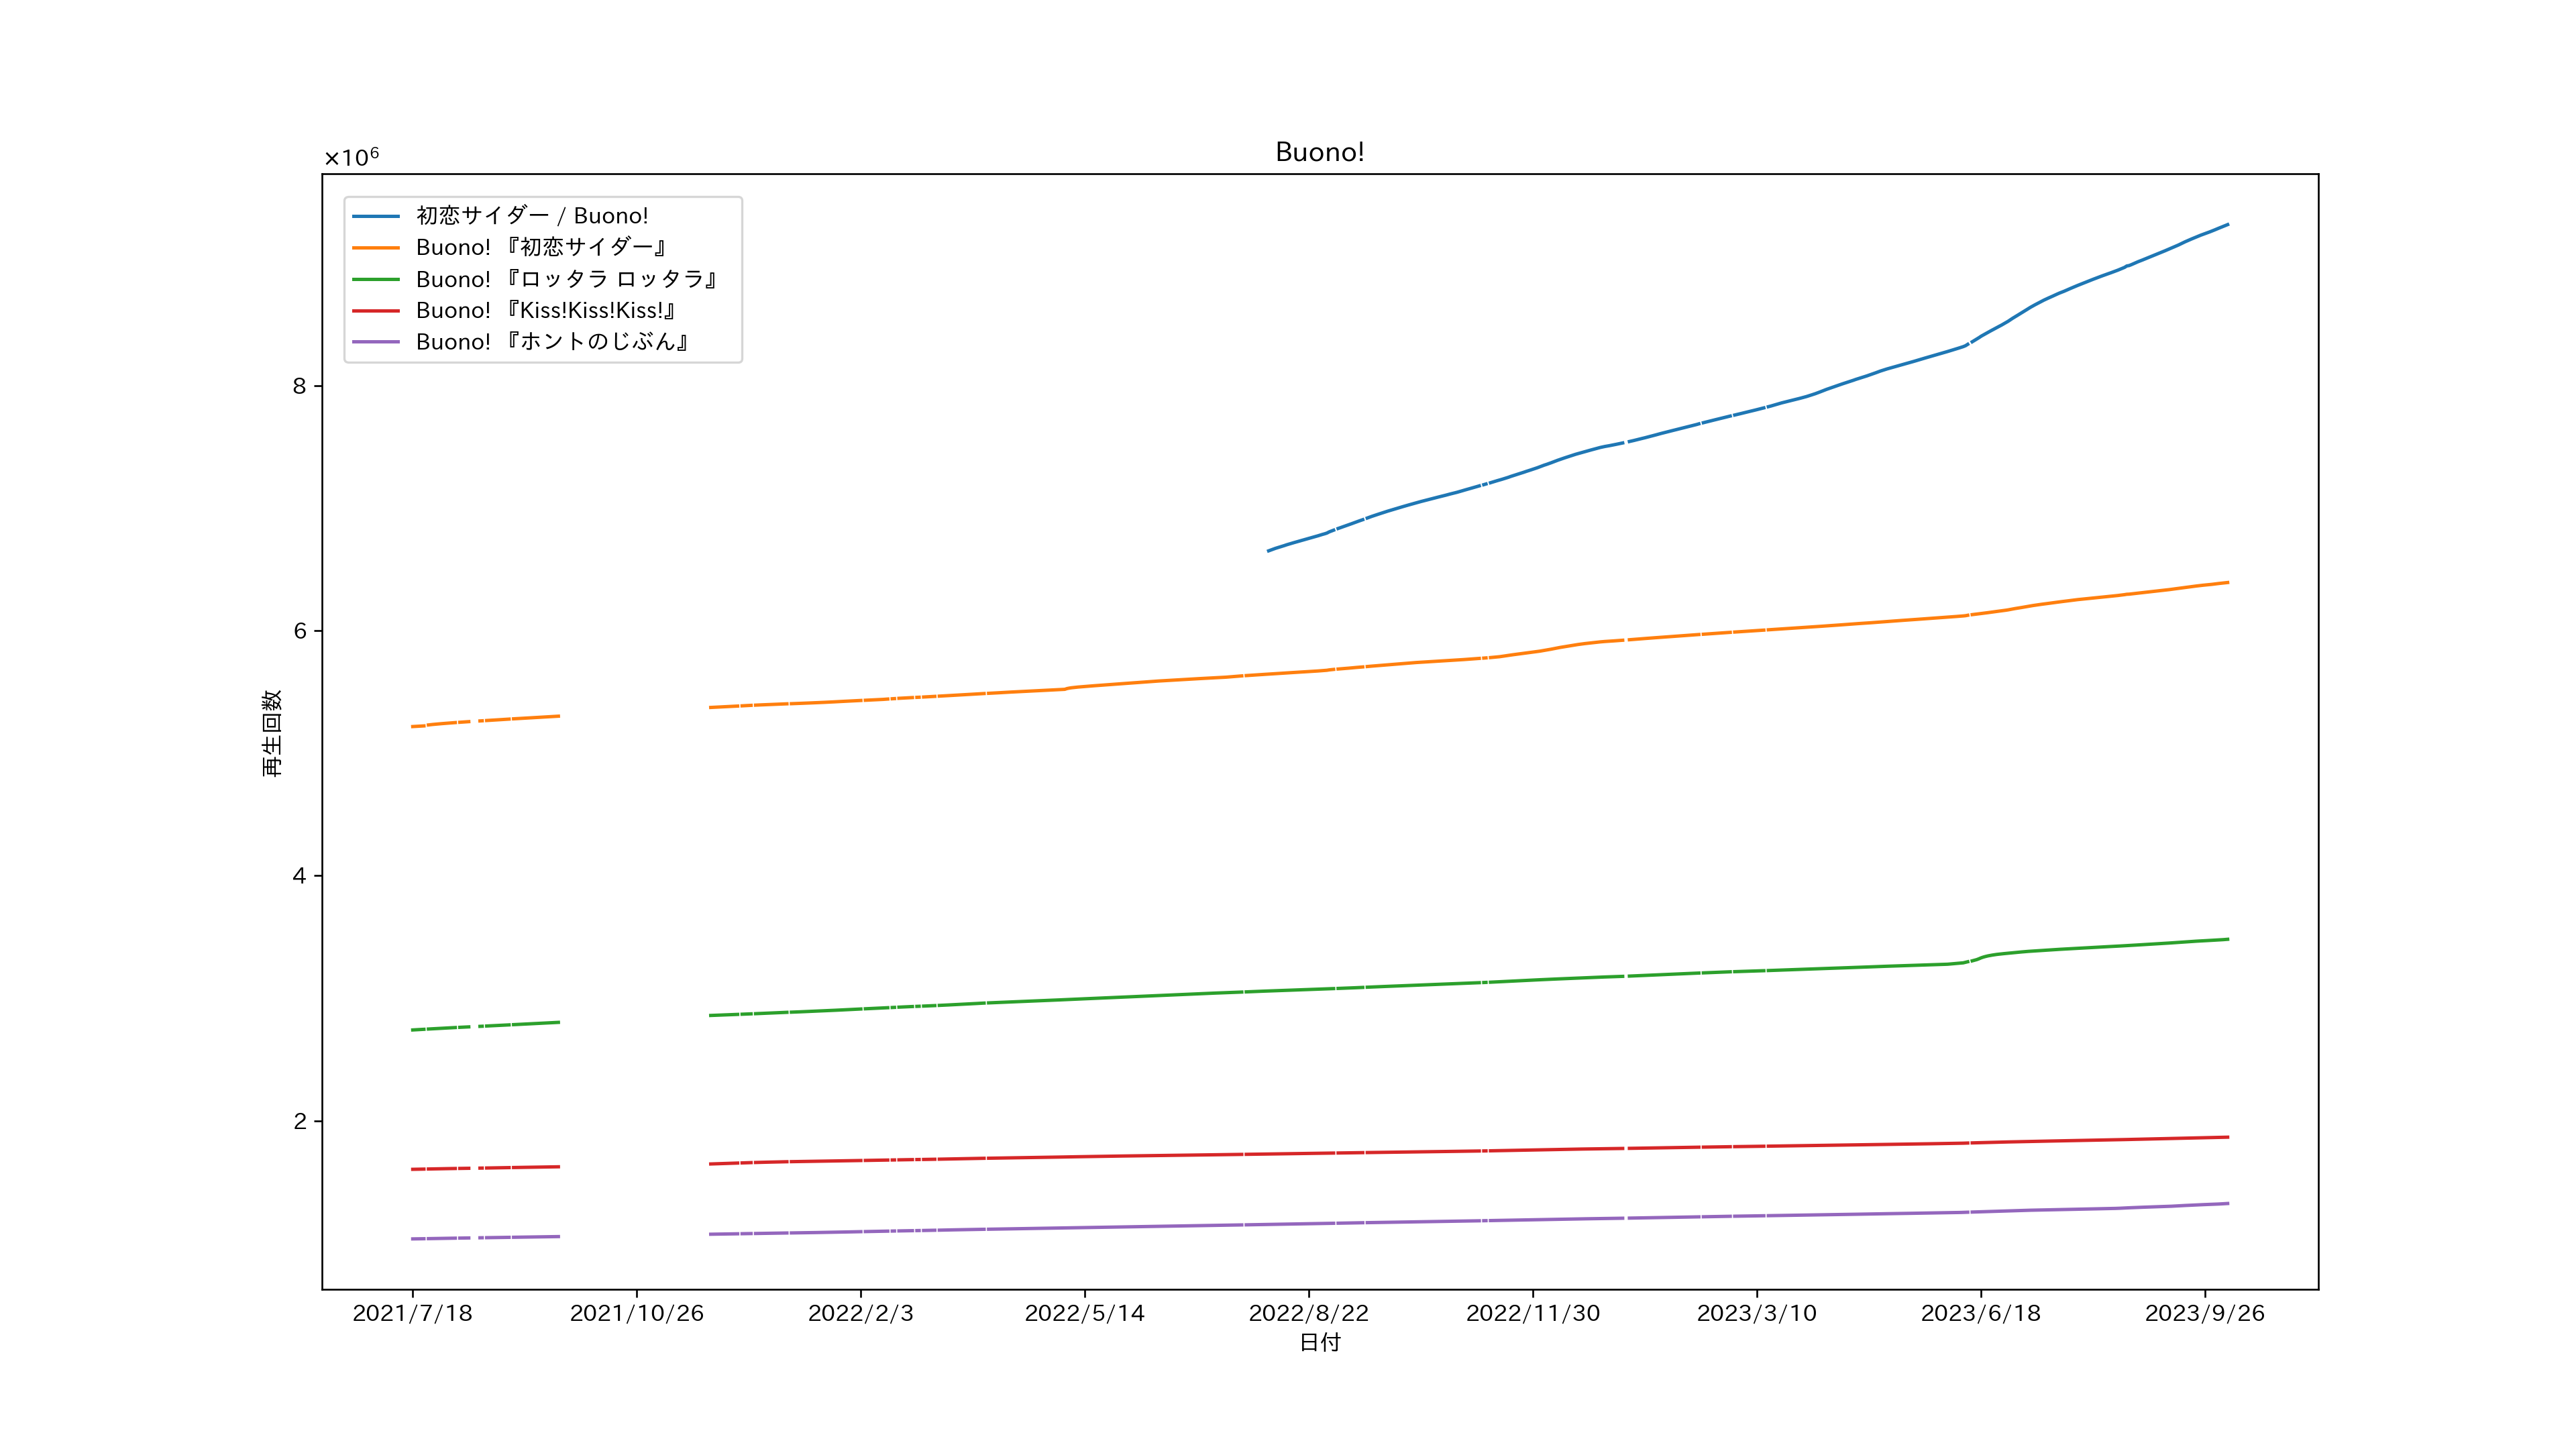 Buono!
×10⁶
初恋サイダー / Buono!
Buono! 『初恋サイダー』
Buono! 『ロッタラ ロッタラ』
Buono! 『Kiss!Kiss!Kiss!』
Buono! 『ホントのじぶん』
8
6
4
2
再生回数
2021/7/18 2021/10/26 2022/2/3 2022/5/14 2022/8/22 2022/11/30 2023/3/10 2023/6/18 2023/9/26
日付